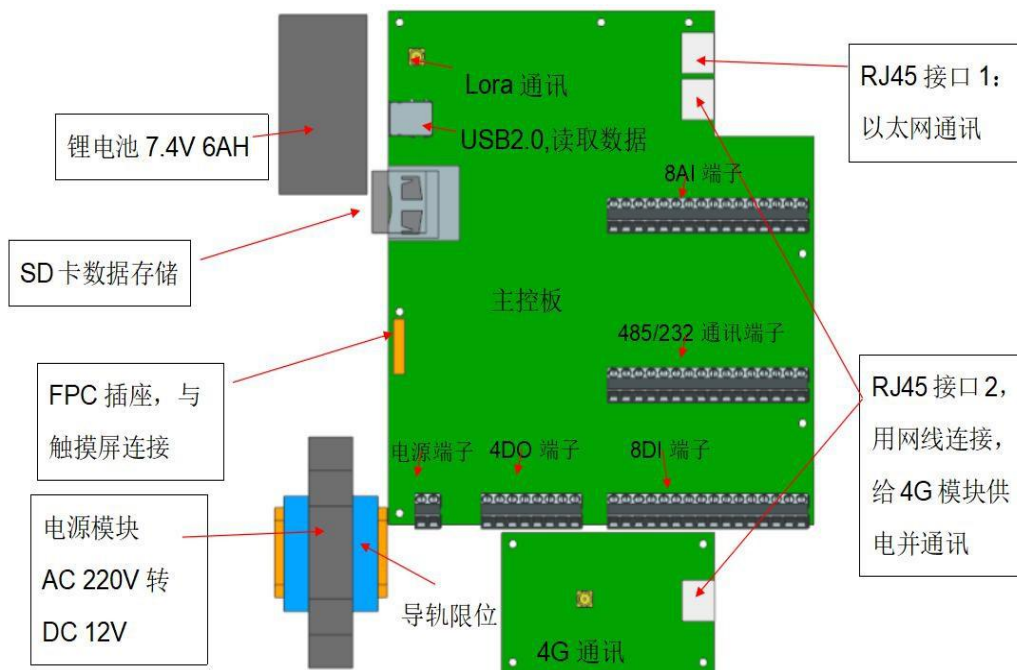 Lora 通讯
RJ45 接口 1：
以太网通讯
锂电池 7.4V 6AH
USB2.0,读取数据
8AI 端子
SD 卡数据存储
主控板
485/232 通讯端子
FPC 插座，与
触摸屏连接
RJ45 接口 2，
用网线连接，
给 4G 模块供
电并通讯
电源端子
4DO 端子
8DI 端子
电源模块
AC 220V 转
DC 12V
导轨限位
4G 通讯